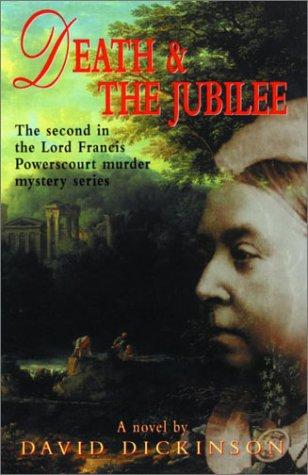 DEATH &
THE JUBILEE
The second in
the Lord Francis
Powerscourt murder
mystery series
A novel by
DAVID DICKINSON